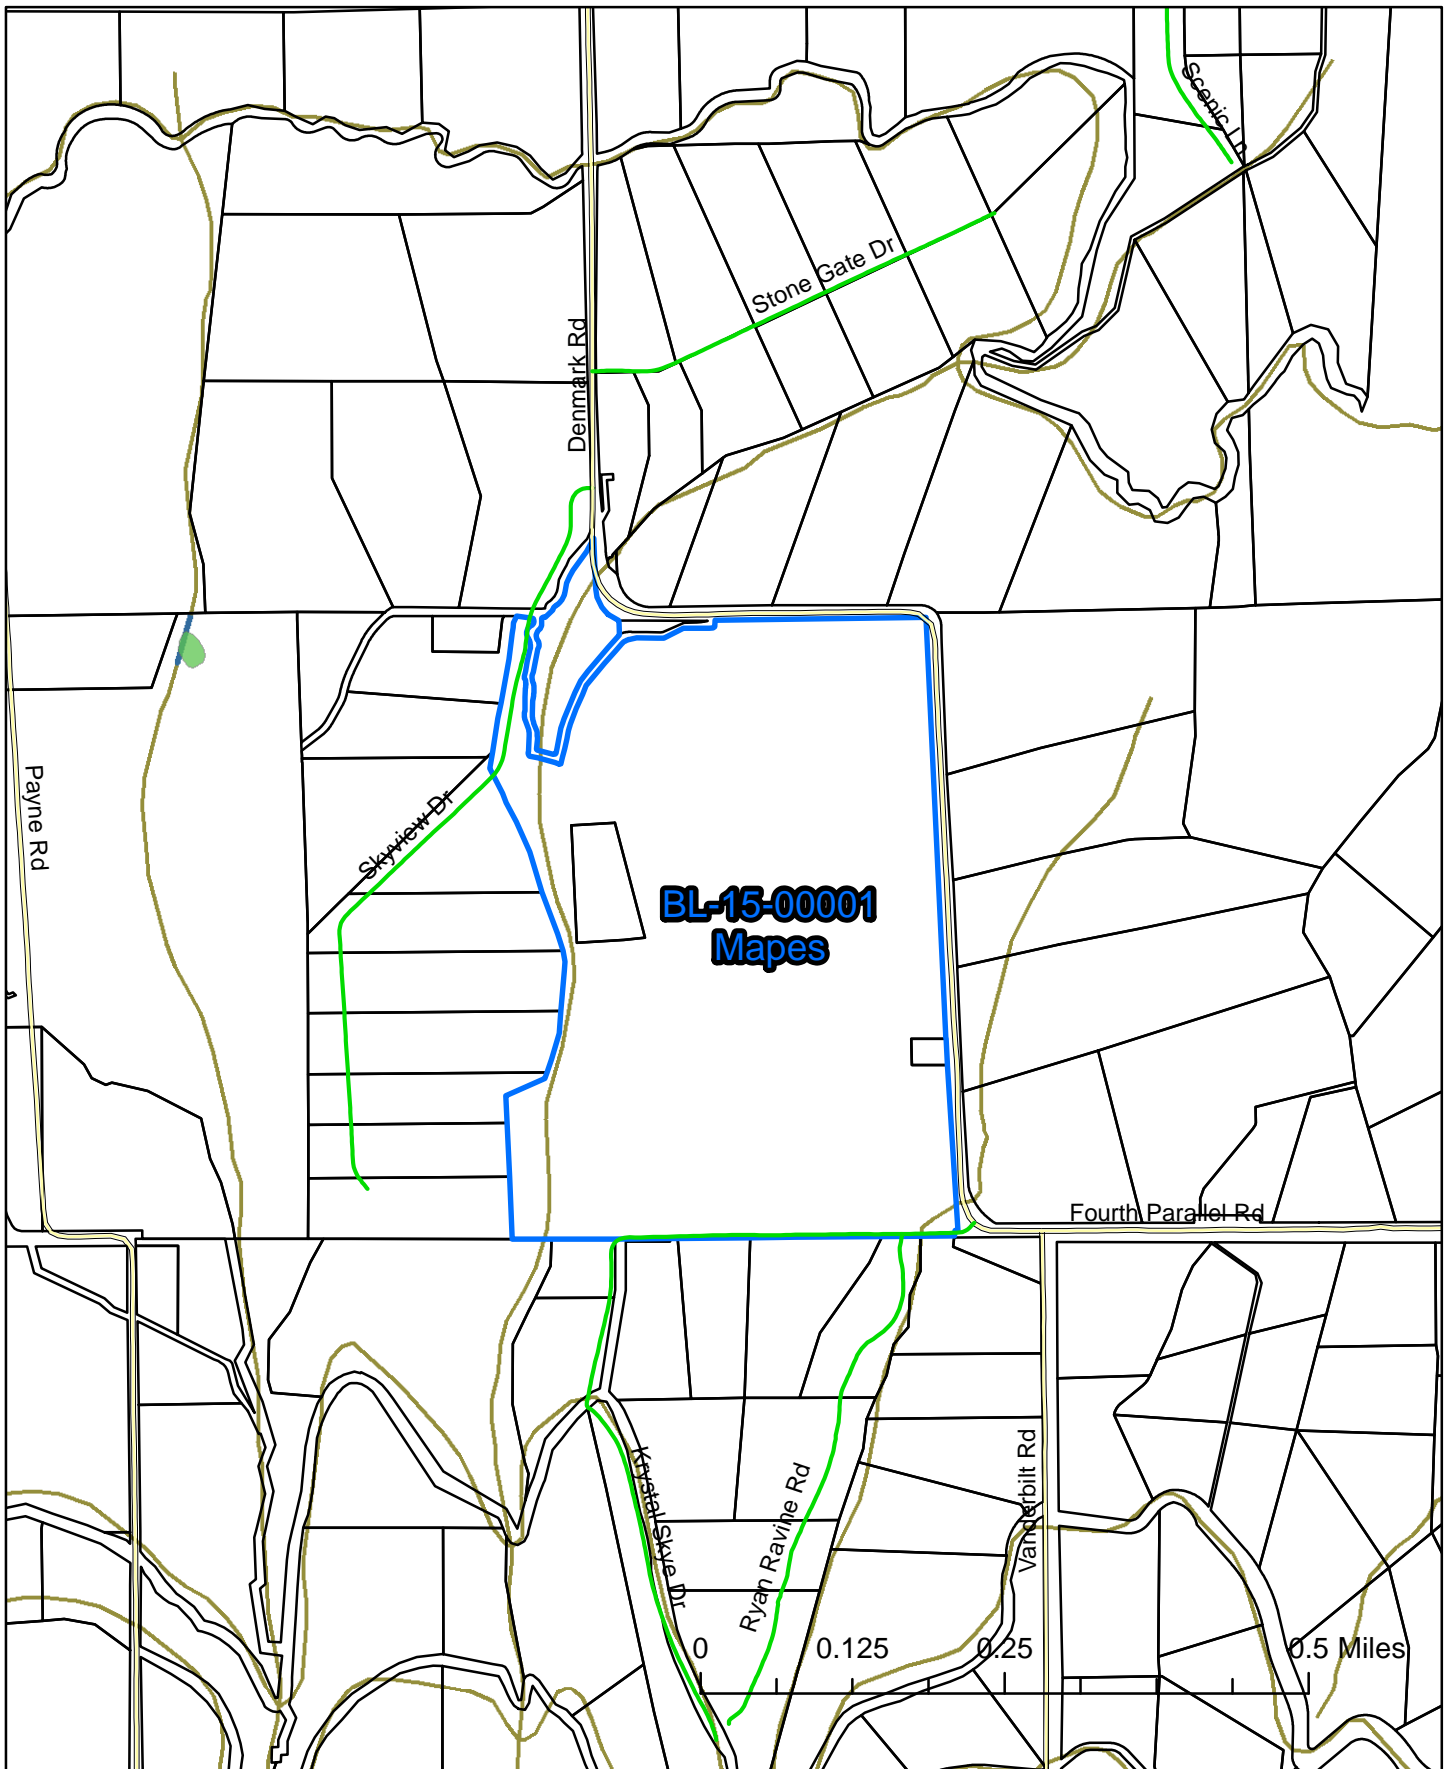 Scenic Ln
Stone Gate Dr
Denmark Rd
Payne Rd
Skyview Dr
BL-15-00001
Mapes
Fourth Parallel Rd
Krystal Skye Dr
Ryan Ravine Rd
Vanderbilt Rd
0 0.125 0.25 0.5 Miles